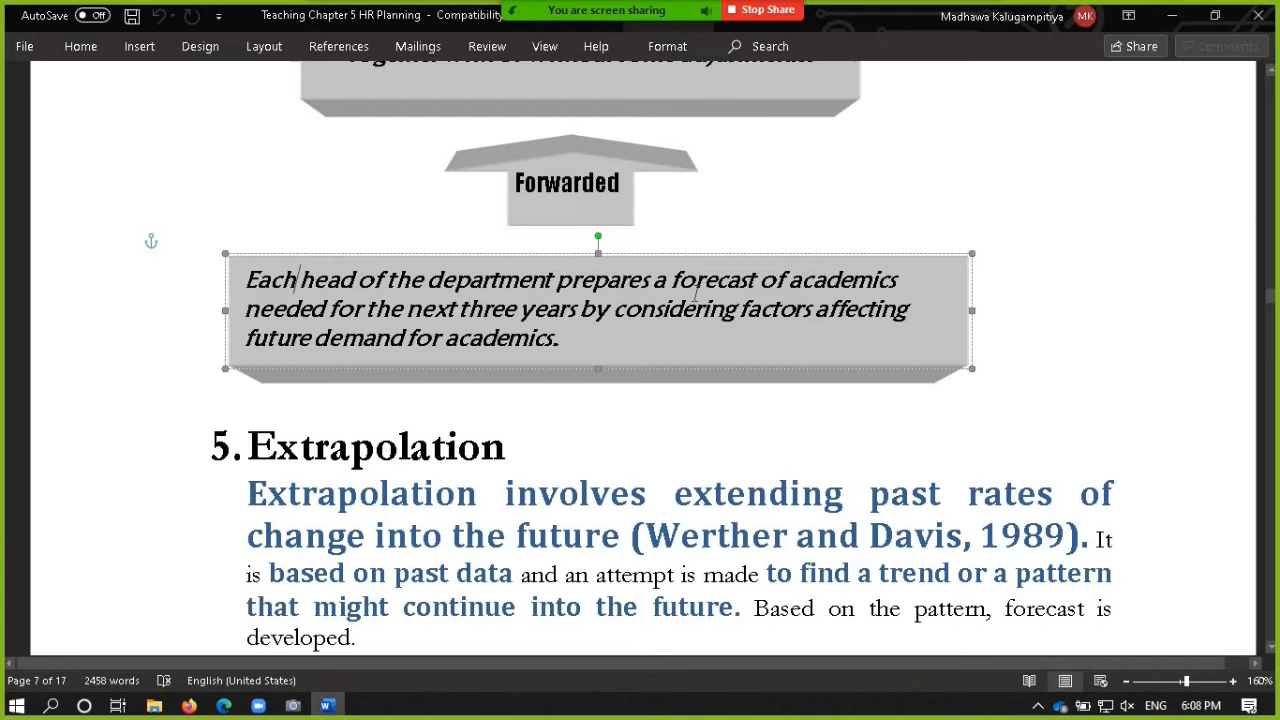 AutoSave Off
Teaching Chapter 5 HR Planning - Compatibility
You are screen sharing
Stop Share
Madhawa Kalugampitiya MK
File Home Insert Design Layout References Mailings Review View Help Format Search
Share Comments
Forwarded
Each head of the department prepares a forecast of academics
needed for the next three years by considering factors affecting
future demand for academics.
5. Extrapolation
Extrapolation involves extending past rates of
change into the future (Werther and Davis, 1989). It
is based on past data and an attempt is made to find a trend or a pattern
that might continue into the future. Based on the pattern, forecast is
developed.
Page 7 of 17 2484 words English (United States) 160%
ENG 6:08 PM